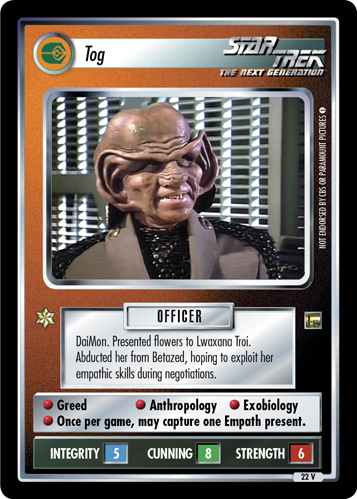 Tog
STAR TREK
THE NEXT GENERATION
NOT ENDORSED BY CBS OR PARAMOUNT PICTURES
OFFICER
DaiMon. Presented flowers to Lwaxana Troi.
Abducted her from Betazed, hoping to exploit her
empathic skills during negotiations.
Greed Anthropology Exobiology
Once per game, may capture one Empath present.
INTEGRITY 5 CUNNING 8 STRENGTH 6
22 V